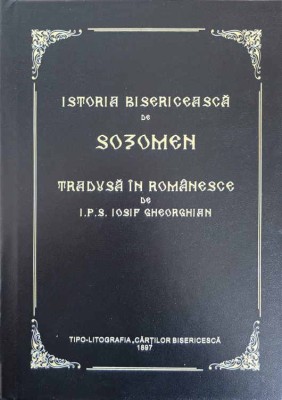 ISTORIA BISERICEASCĂ
DE
SOZOMEN
TRADUSĂ ÎN ROMÂNESCE
DE
I.P.S. IOSIF GHEORGHIAN
TIPO-LITOGRAFIA „CĂRȚILOR BISERICESCĂ
1897